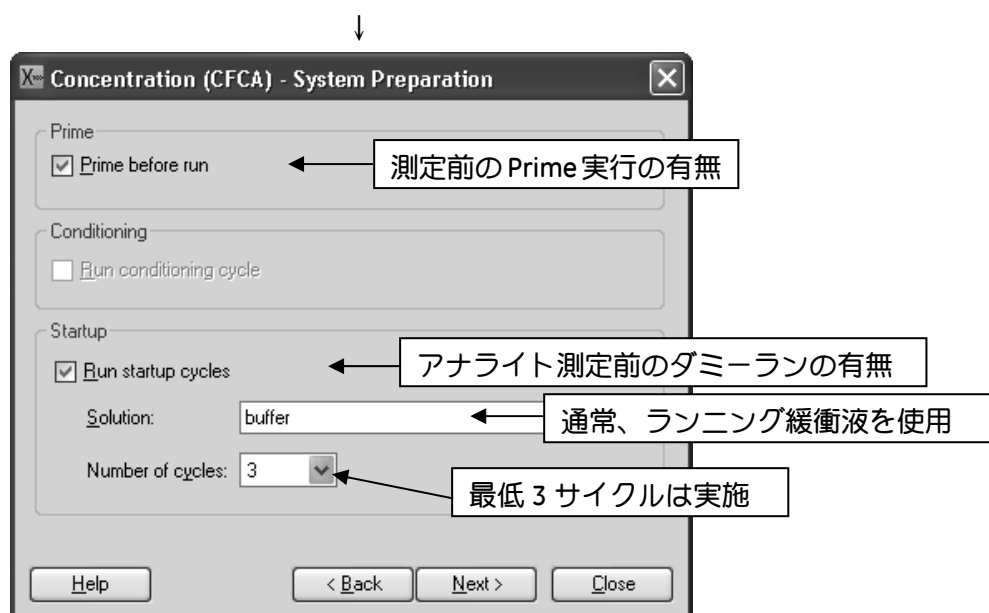 ↓
Concentration (CFCA) - System Preparation
Prime
Prime before run
測定前の Prime 実行の有無
Conditioning
Run conditioning cycle
Startup
Run startup cycles
アナライト測定前のダミーランの有無
Solution: buffer
通常、ランニング緩衝液を使用
Number of cycles: 3
最低 3 サイクルは実施
Help < Back Next > Close